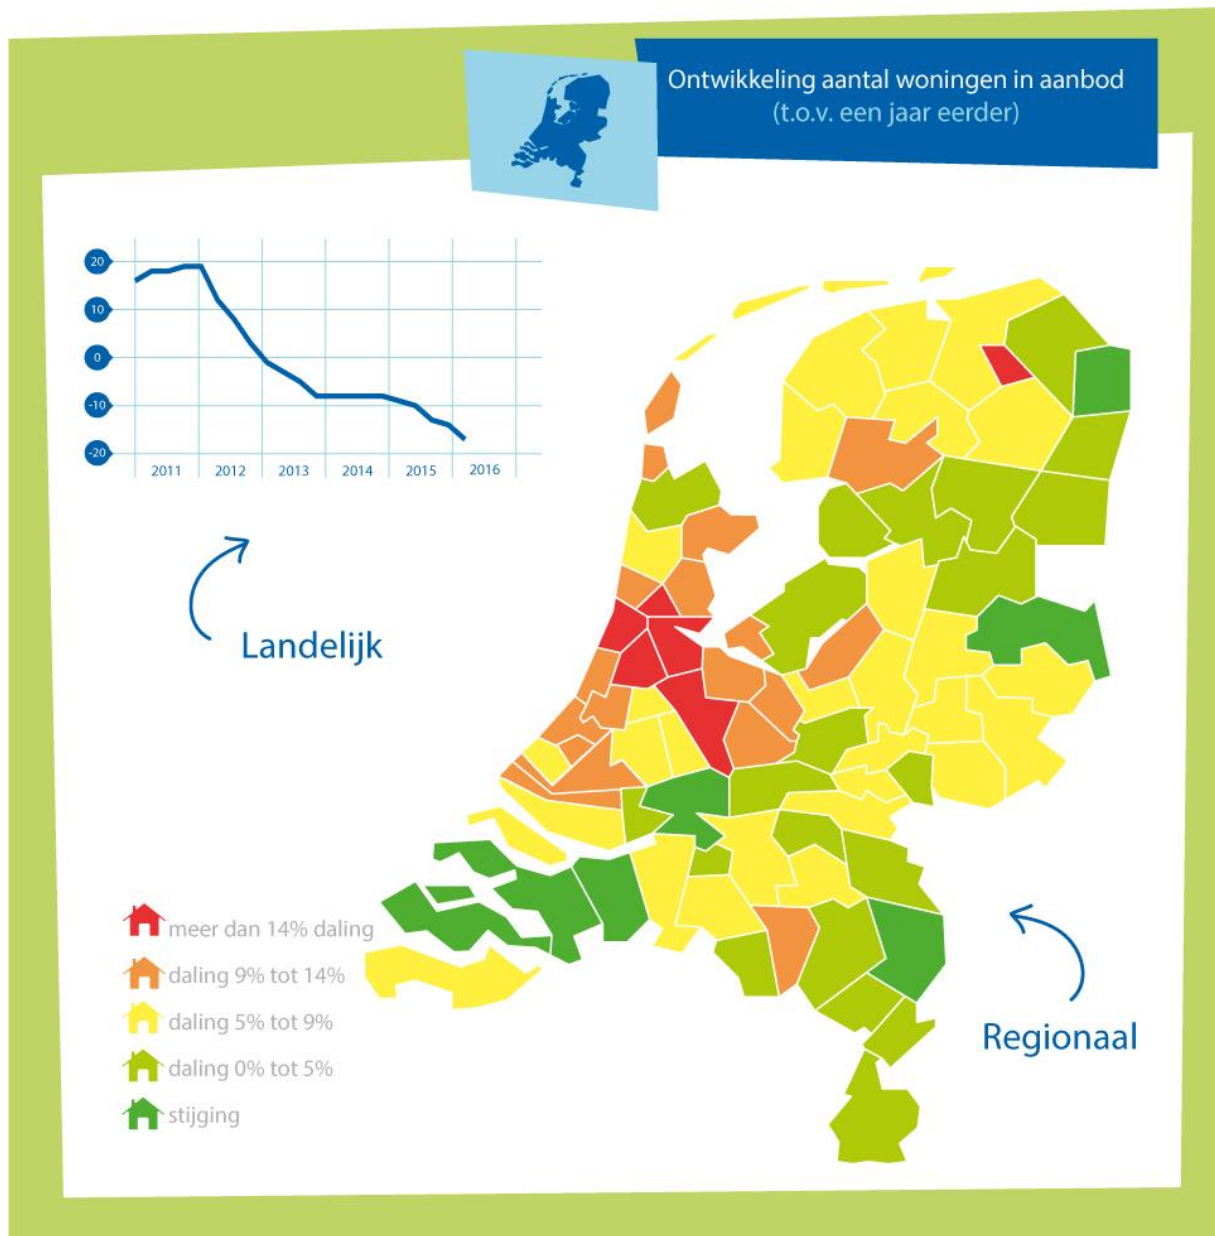 Ontwikkeling aantal woningen in aanbod
(t.o.v. een jaar eerder)
20
10
0
-10
-20
2011 2012 2013 2014 2015 2016
Landelijk
meer dan 14% daling
daling 9% tot 14%
daling 5% tot 9%
daling 0% tot 5%
stijging
Regionaal